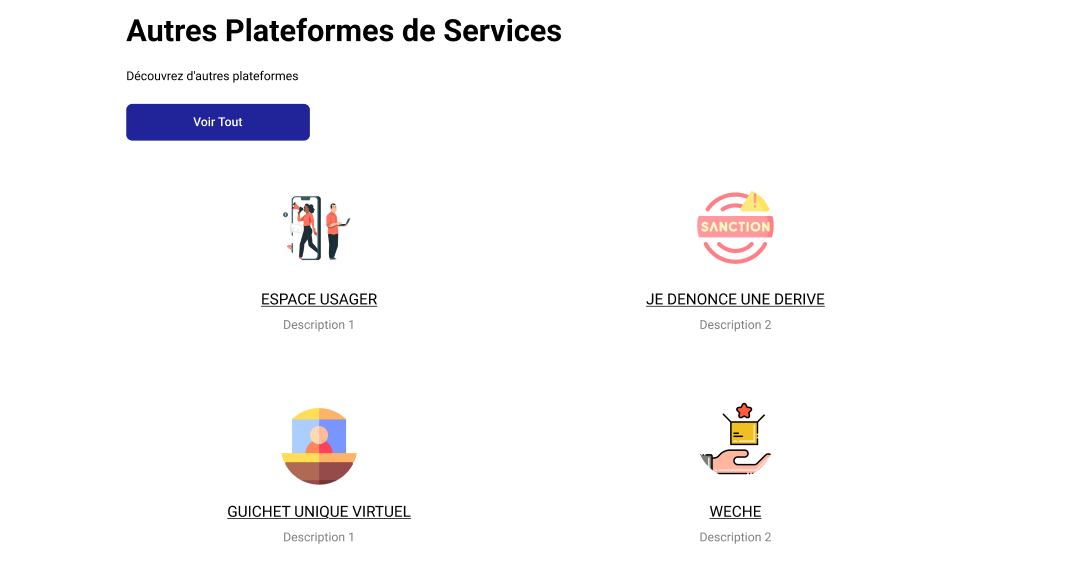 Autres Plateformes de Services
Découvrez d'autres plateformes
Voir Tout
SANCTION
ESPACE USAGER
JE DENONCE UNE DERIVE
Description 1
Description 2
GUICHET UNIQUE VIRTUEL
WECHE
Description 1
Description 2